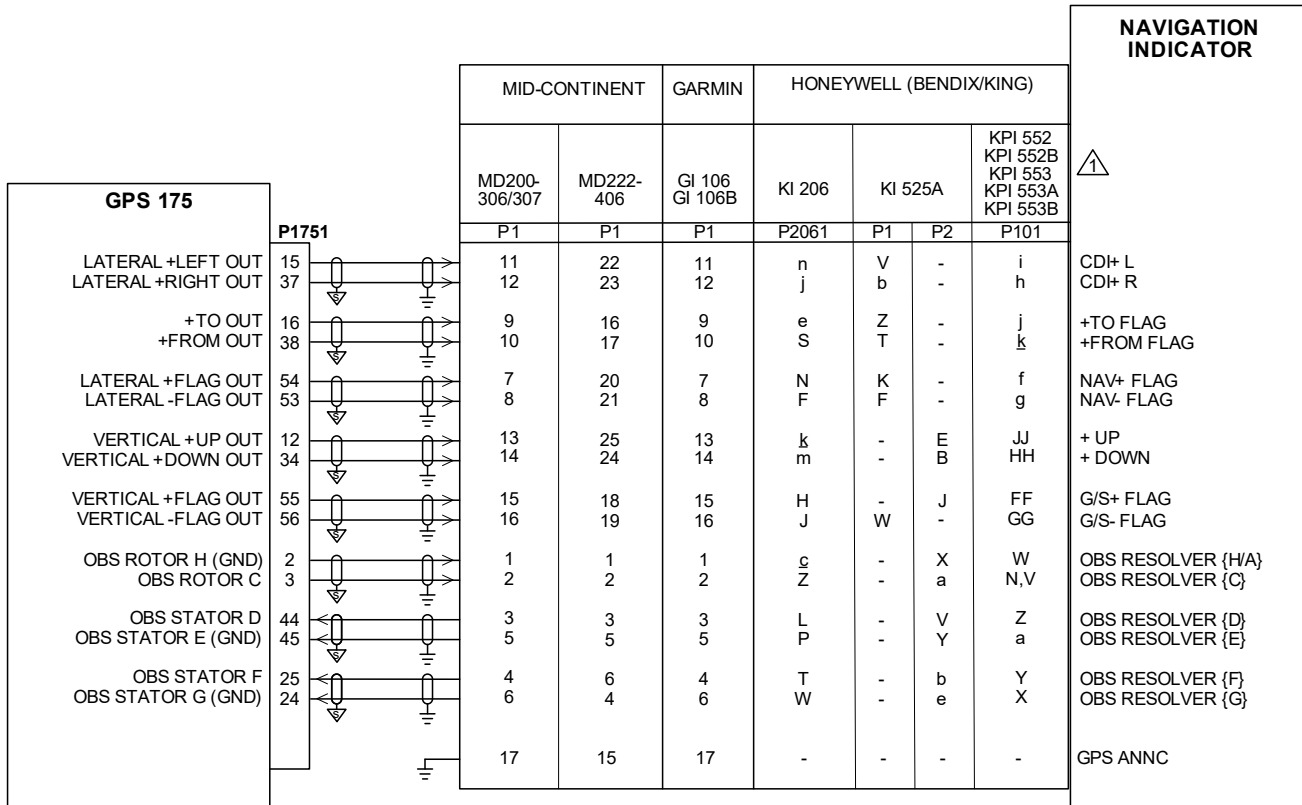 NAVIGATION
INDICATOR
MID-CONTINENT GARMIN HONEYWELL (BENDIX/KING)
MD200-
306/307
MD222-
406
GI 106
GI 106B
KI 206
KI 525A
KPI 552
KPI 552B
KPI 553
KPI 553A
KPI 553B
1
GPS 175
P1751 P1 P1 P1 P2061 P1 P2 P101
LATERAL +LEFT OUT 15 S 11 22 11 n V - i CDI+ L
LATERAL +RIGHT OUT 37 12 23 12 j b - h CDI+ R
+TO OUT 16 S 9 16 9 e Z - j +TO FLAG
+FROM OUT 38 10 17 10 S T - k +FROM FLAG
LATERAL +FLAG OUT 54 S 7 20 7 N K - f NAV+ FLAG
LATERAL -FLAG OUT 53 8 21 8 F F - g NAV- FLAG
VERTICAL +UP OUT 12 S 13 25 13 k - E JJ + UP
VERTICAL +DOWN OUT 34 14 24 14 m - B HH + DOWN
VERTICAL +FLAG OUT 55 S 15 18 15 H - J FF G/S+ FLAG
VERTICAL -FLAG OUT 56 16 19 16 J W - GG G/S- FLAG
OBS ROTOR H (GND) 2 S 1 1 1 c - X W OBS RESOLVER {H/A}
OBS ROTOR C 3 2 2 2 Z - a N,V OBS RESOLVER {C}
OBS STATOR D 44 S 3 3 3 L - V Z OBS RESOLVER {D}
OBS STATOR E (GND) 45 5 5 5 P - Y a OBS RESOLVER {E}
OBS STATOR F 25 S 4 6 4 T - b Y OBS RESOLVER {F}
OBS STATOR G (GND) 24 6 4 6 W - e X OBS RESOLVER {G}
17 15 17 - - - - GPS ANNC